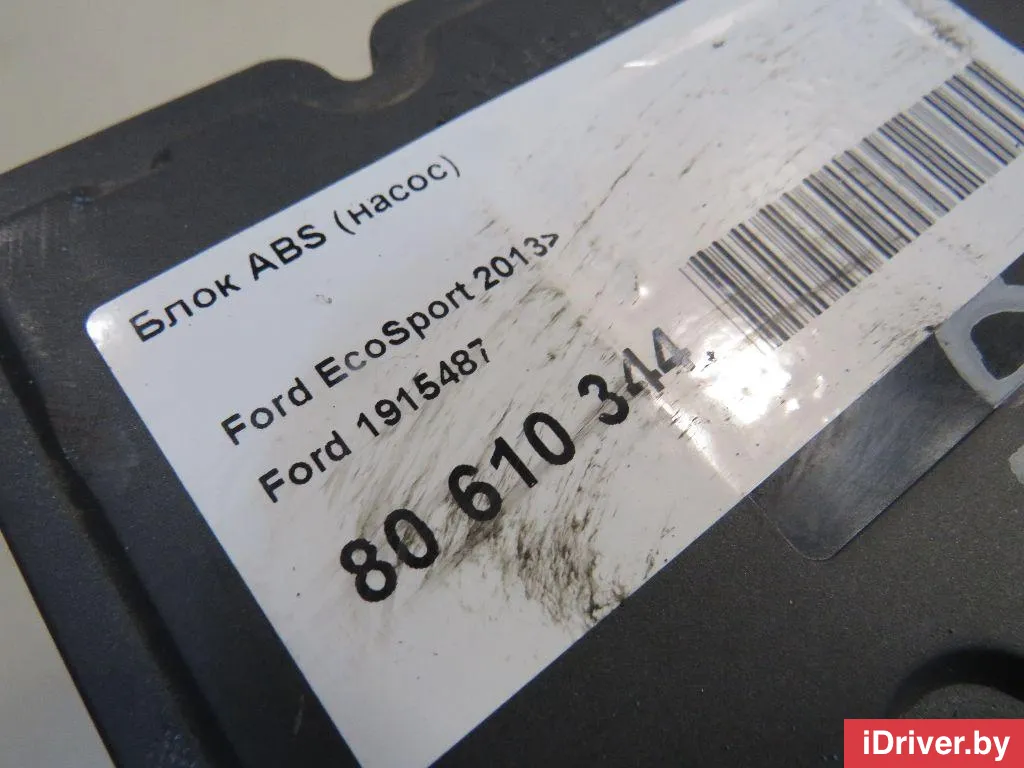 Блок ABS (насос)
Ford EcoSport 2013>
Ford 1915487
80 610 344
iDriver.by